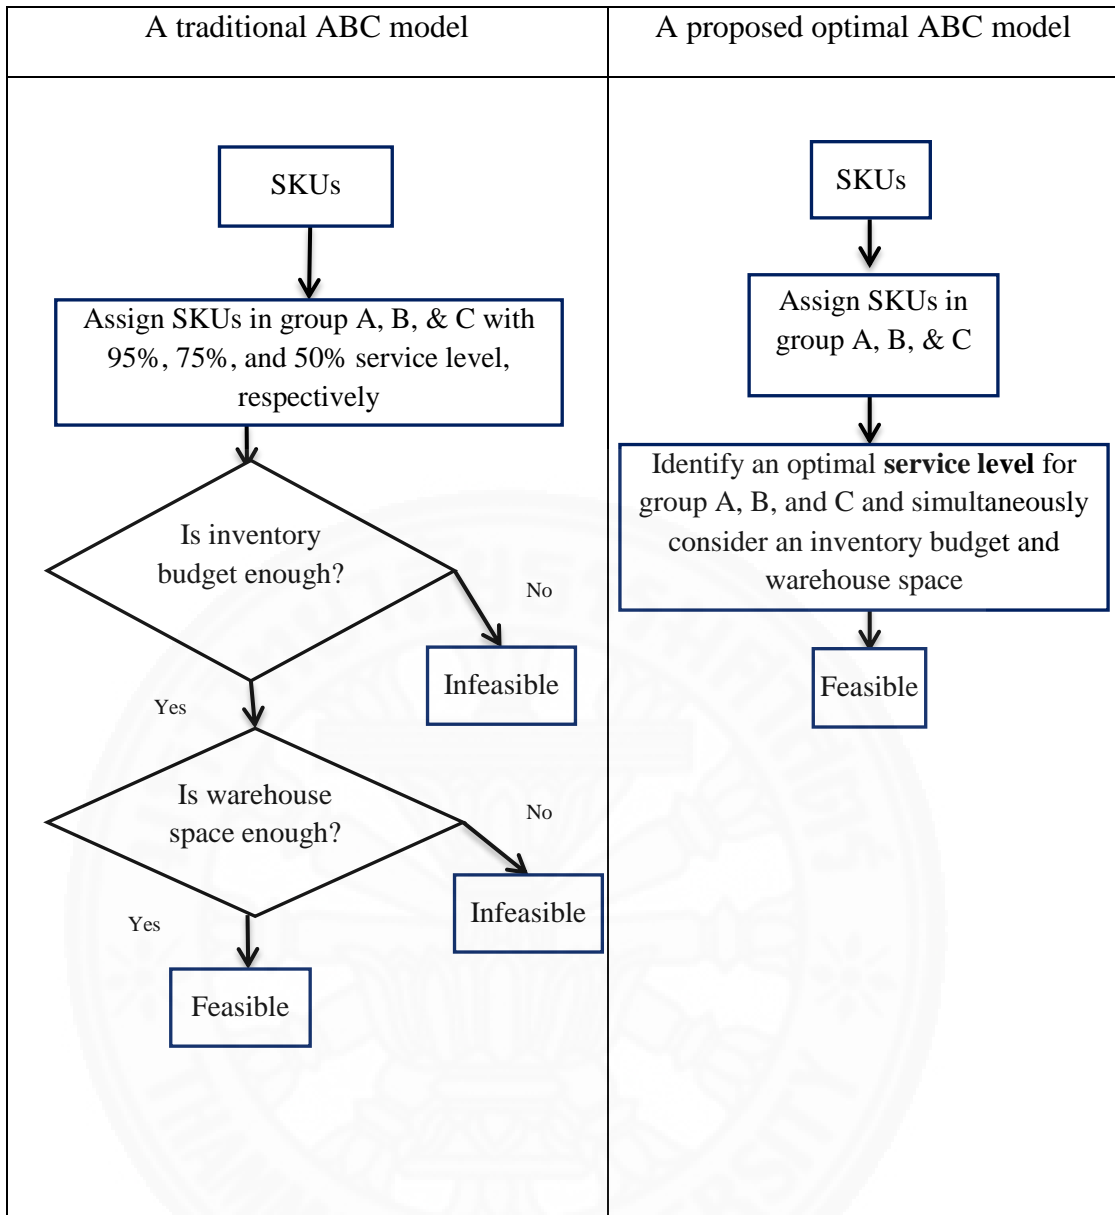 A traditional ABC model
A proposed optimal ABC model
SKUs
Assign SKUs in group A, B, & C with
95%, 75%, and 50% service level,
respectively
Is inventory
budget enough?
No
Infeasible
Yes
Is warehouse
space enough?
No
Infeasible
Yes
Feasible
SKUs
Assign SKUs in
group A, B, & C
Identify an optimal service level for
group A, B, and C and simultaneously
consider an inventory budget and
warehouse space
Feasible